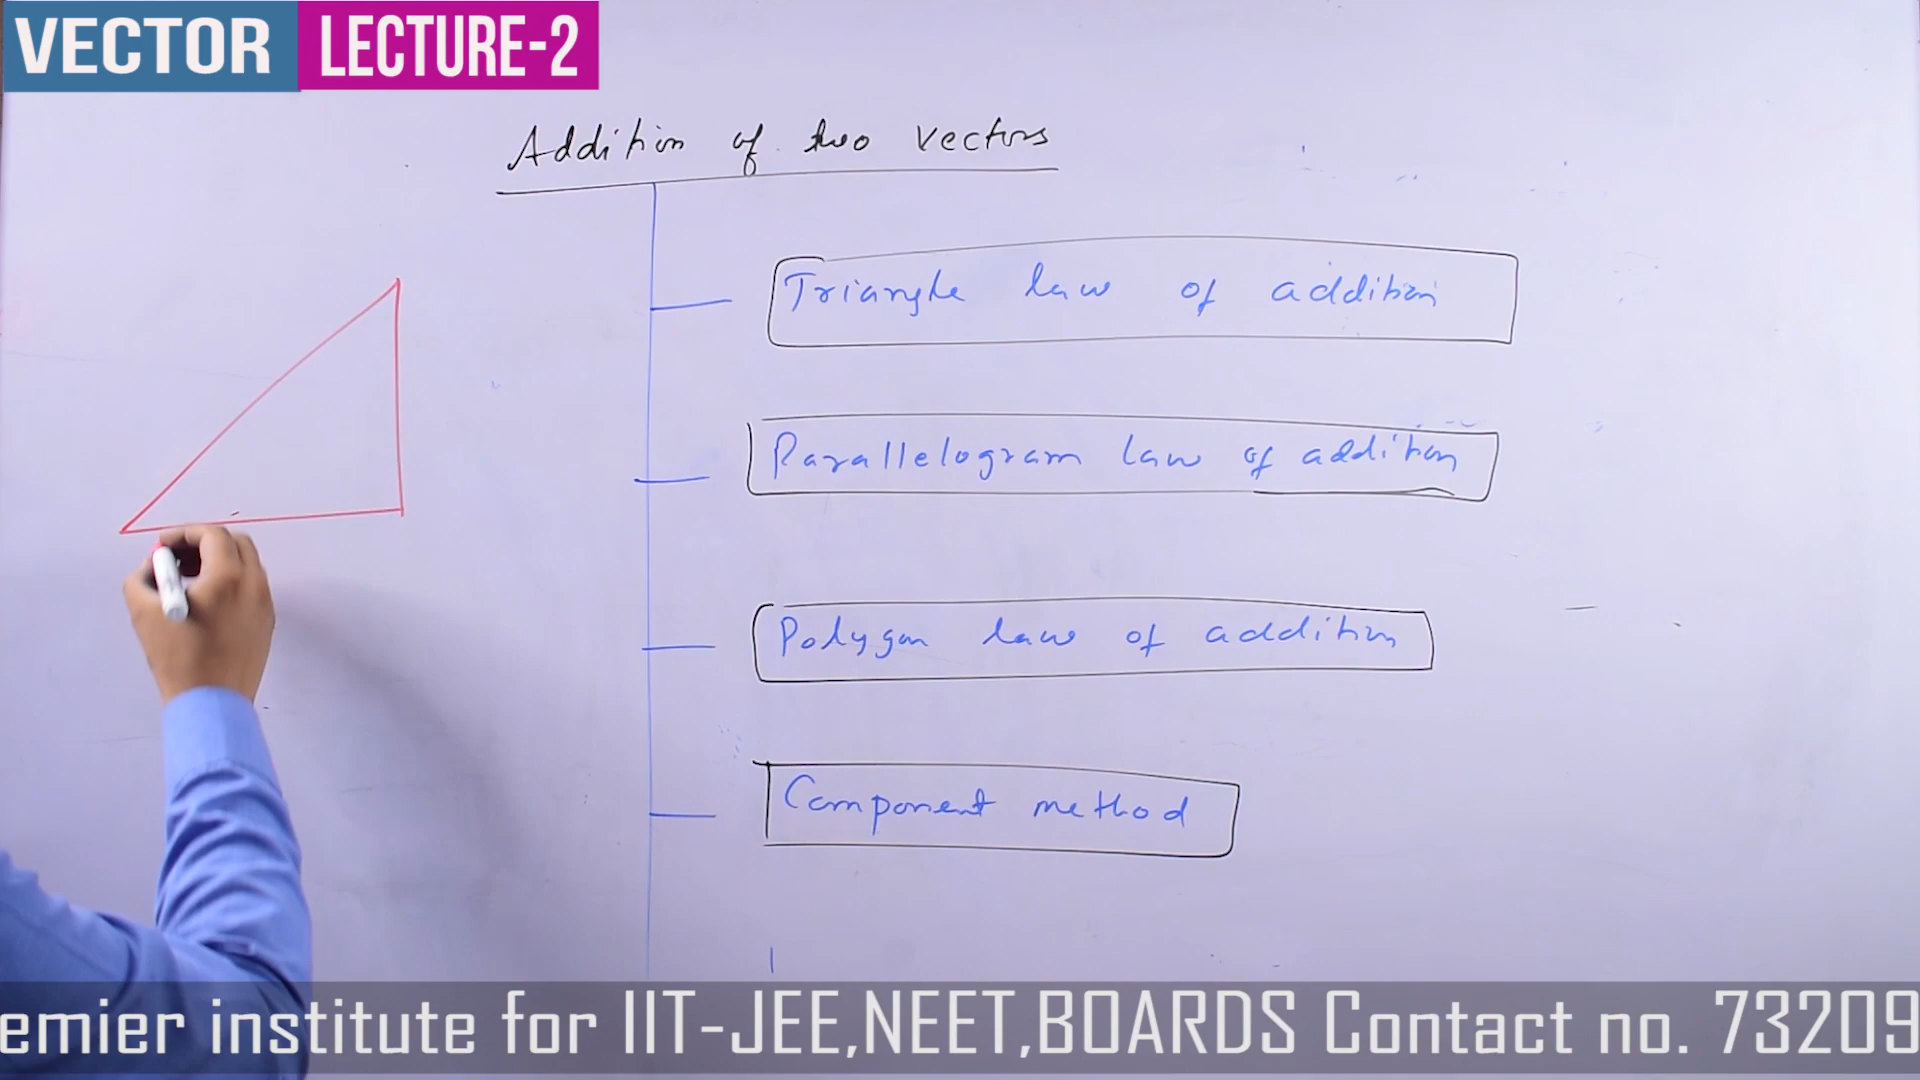 VECTOR LECTURE-2
Addition of two vectors
Triangle law of addition
Parallelogram law of addition
Polygon law of addition
Component method
emier institute for IIT-JEE,NEET,BOARDS Contact no. 73209